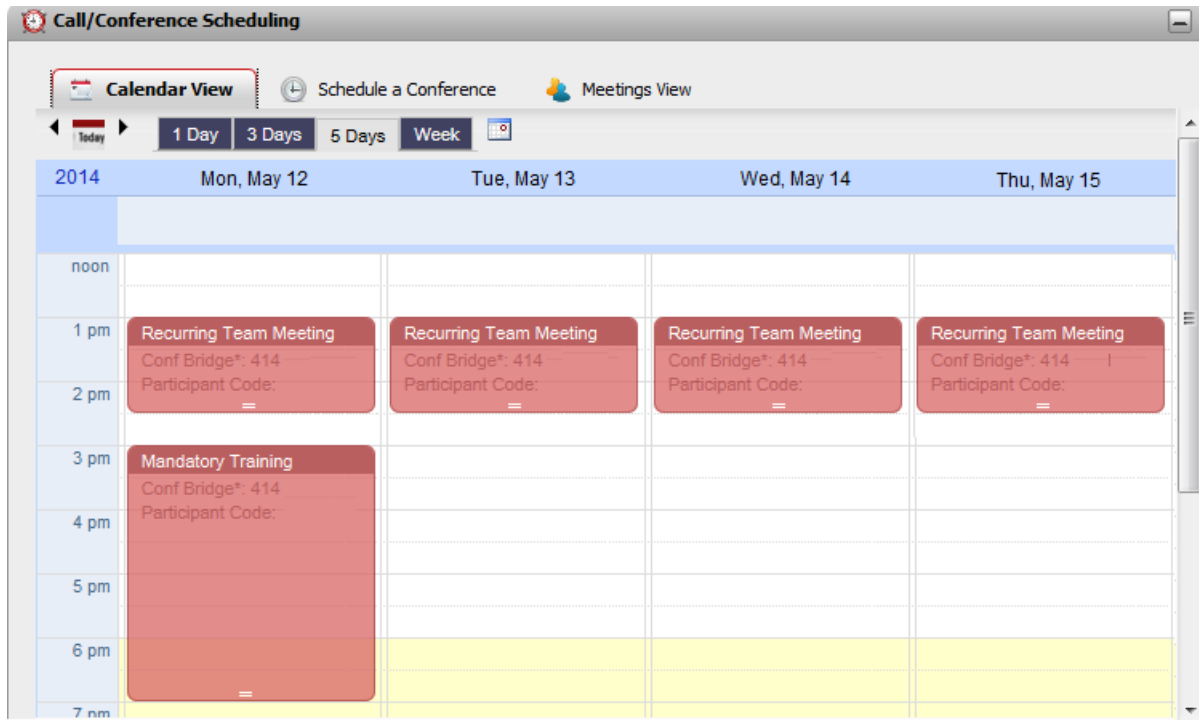 Call/Conference Scheduling
Calendar View Schedule a Conference Meetings View
Today 1 Day 3 Days 5 Days Week
2014 Mon, May 12 Tue, May 13 Wed, May 14 Thu, May 15
noon
1 pm Recurring Team Meeting Recurring Team Meeting Recurring Team Meeting Recurring Team Meeting
Conf Bridge*: 414 Conf Bridge*: 414 Conf Bridge*: 414 Conf Bridge*: 414
Participant Code: Participant Code: Participant Code: Participant Code:
2 pm
3 pm Mandatory Training
Conf Bridge*: 414
Participant Code:
4 pm
5 pm
6 pm
7 pm